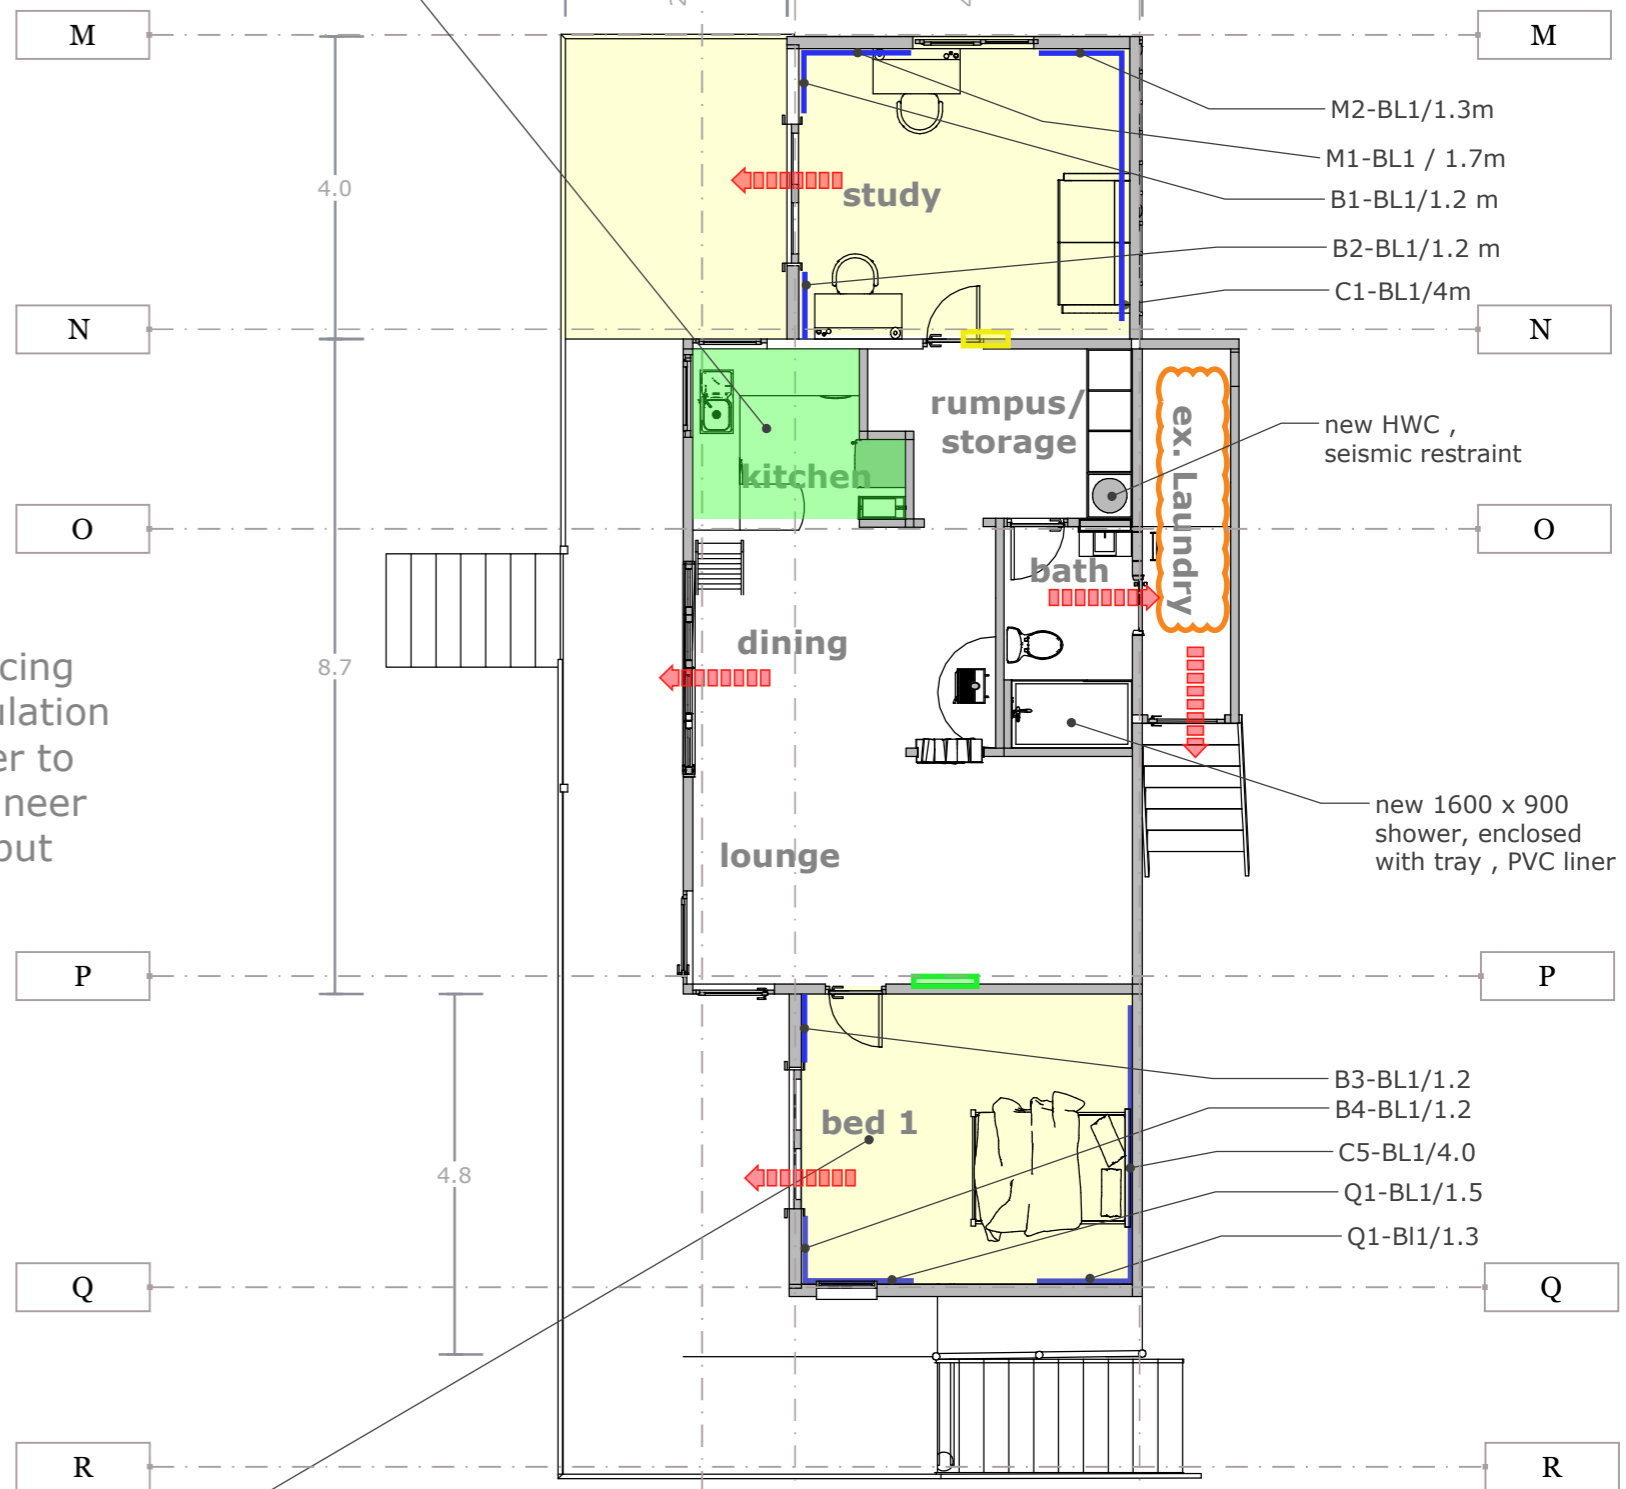 M
M
M2-BL1/1.3m
M1-BL1 / 1.7m
B1-BL1/1.2 m
B2-BL1/1.2 m
C1-BL1/4m
4.0
study
N
N
rumpus/
storage
kitchen
ex. Laundry
new HWC ,
seismic restraint
O
O
bath
dining
8.7
lounge
new 1600 x 900
shower, enclosed
with tray , PVC liner
cing
ulation
er to
neer
out
P
P
bed 1
B3-BL1/1.2
B4-BL1/1.2
C5-BL1/4.0
Q1-BL1/1.5
Q1-Bl1/1.3
4.8
Q
Q
R
R